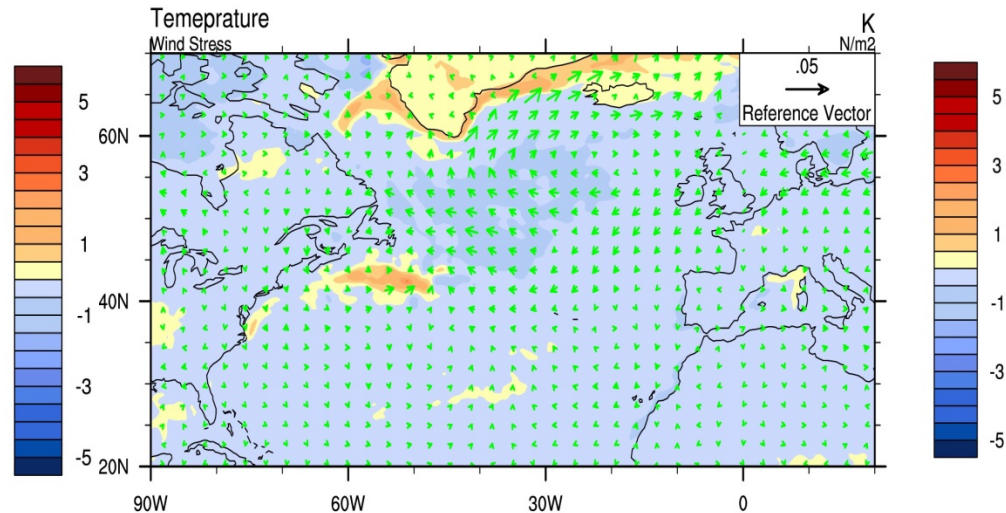 Temeprature
K
Wind Stress
N/m2
.05
Reference Vector
5
3
1
-1
-3
-5
60N
40N
20N
90W
60W
30W
0
5
3
1
-1
-3
-5